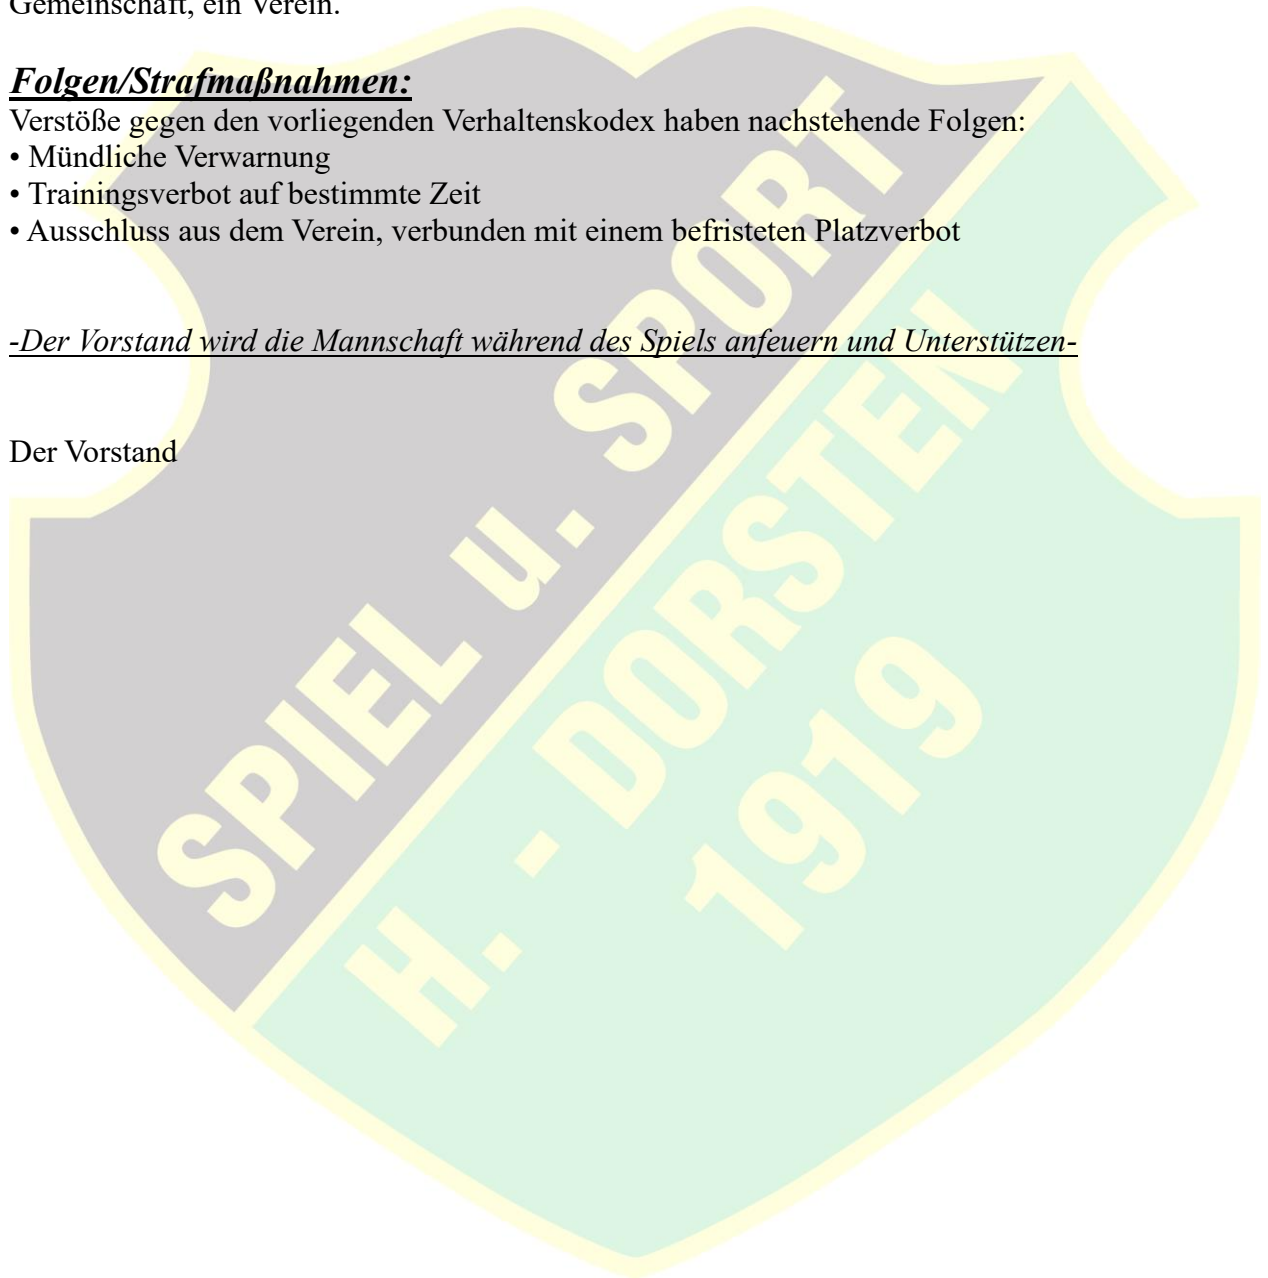 Gemeinschaft, ein Verein.
Folgen/Strafmaßnahmen:
Verstöße gegen den vorliegenden Verhaltenskodex haben nachstehende Folgen:
• Mündliche Verwarnung
• Trainingsverbot auf bestimmte Zeit
• Ausschluss aus dem Verein, verbunden mit einem befristeten Platzverbot
-Der Vorstand wird die Mannschaft während des Spiels anfeuern und Unterstützen-
Der Vorstand
SPIEL u. SPORT
H. - DORSTEN
1919